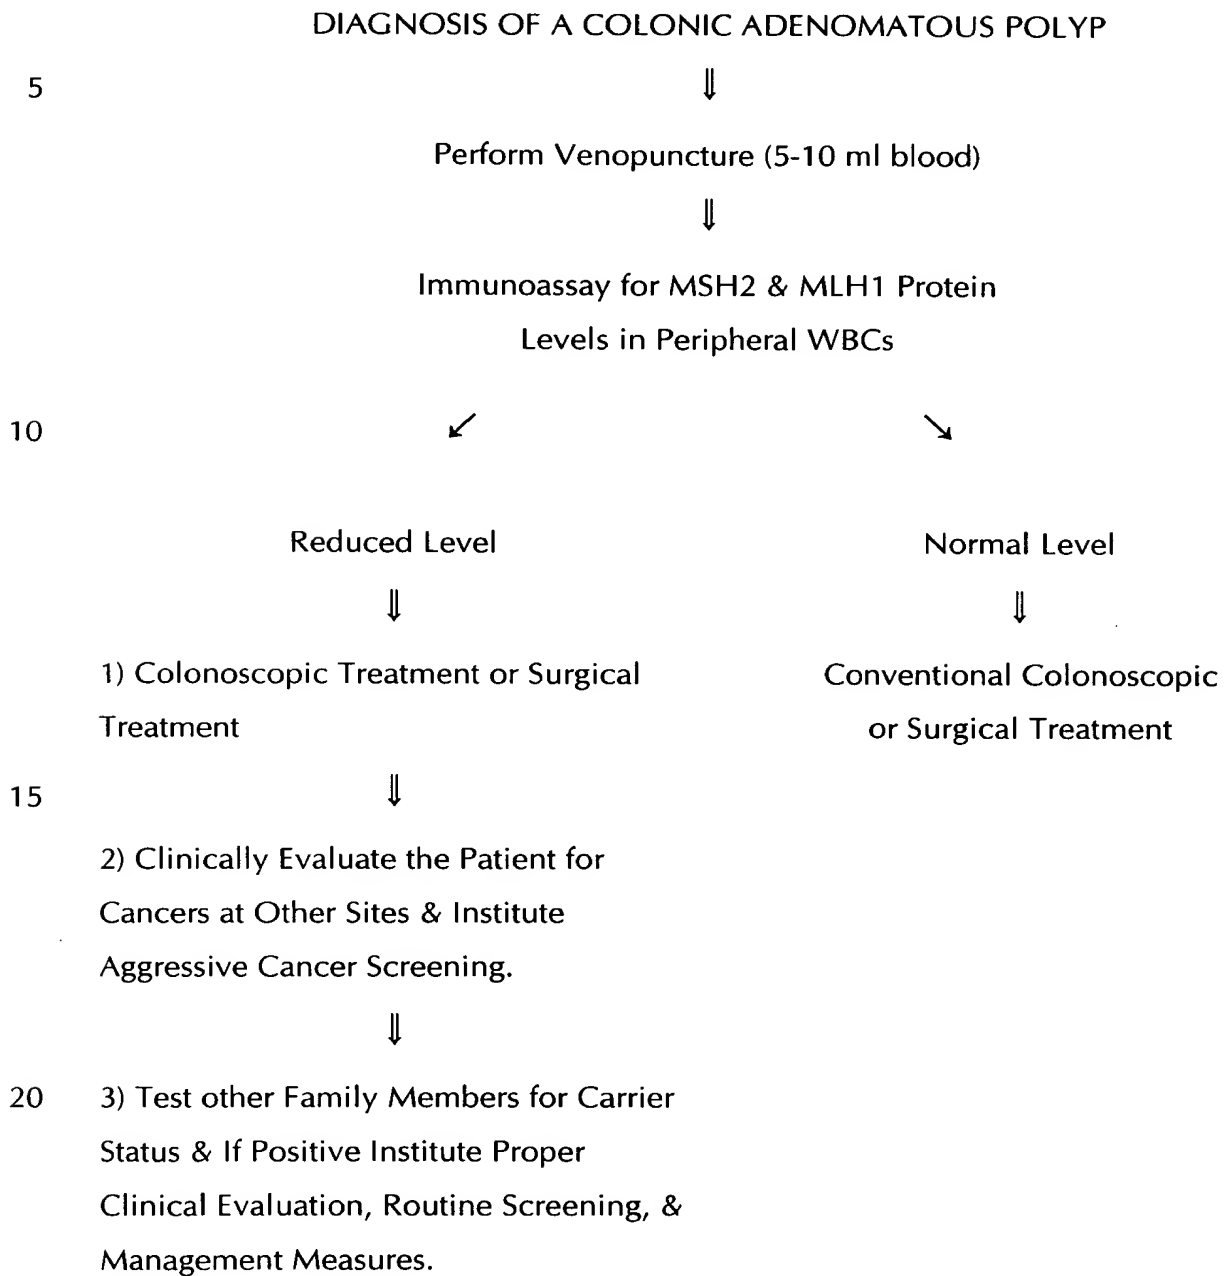 DIAGNOSIS OF A COLONIC ADENOMATOUS POLYP
5 ⇓
Perform Venopuncture (5-10 ml blood)
⇓
Immunoassay for MSH2 & MLH1 Protein
Levels in Peripheral WBCs
10 ↙ ↘
Reduced Level Normal Level
⇓ ⇓
1) Colonoscopic Treatment or Surgical Conventional Colonoscopic
Treatment or Surgical Treatment
15 ⇓
2) Clinically Evaluate the Patient for
Cancers at Other Sites & Institute
Aggressive Cancer Screening.
⇓
20 3) Test other Family Members for Carrier
Status & If Positive Institute Proper
Clinical Evaluation, Routine Screening, &
Management Measures.